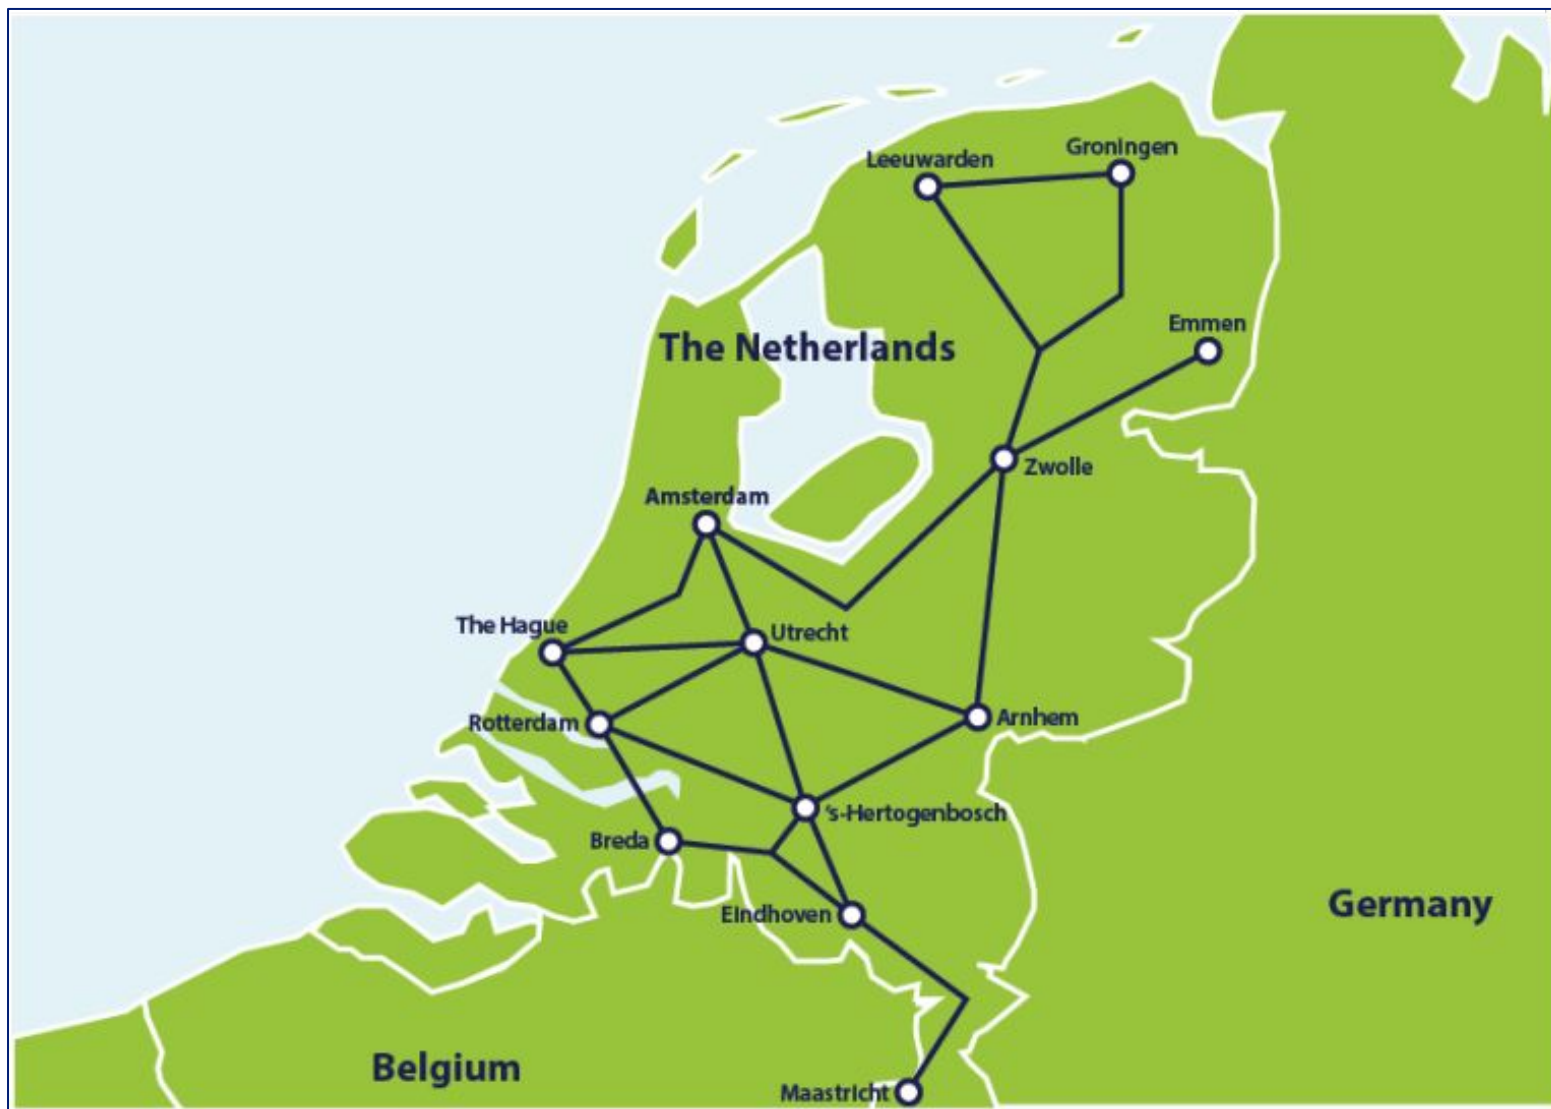 Groningen
Leeuwarden
Emmen
The Netherlands
Zwolle
Amsterdam
The Hague
Utrecht
Rotterdam
Arnhem
‘s-Hertogenbosch
Breda
Germany
Eindhoven
Belgium
Maastricht